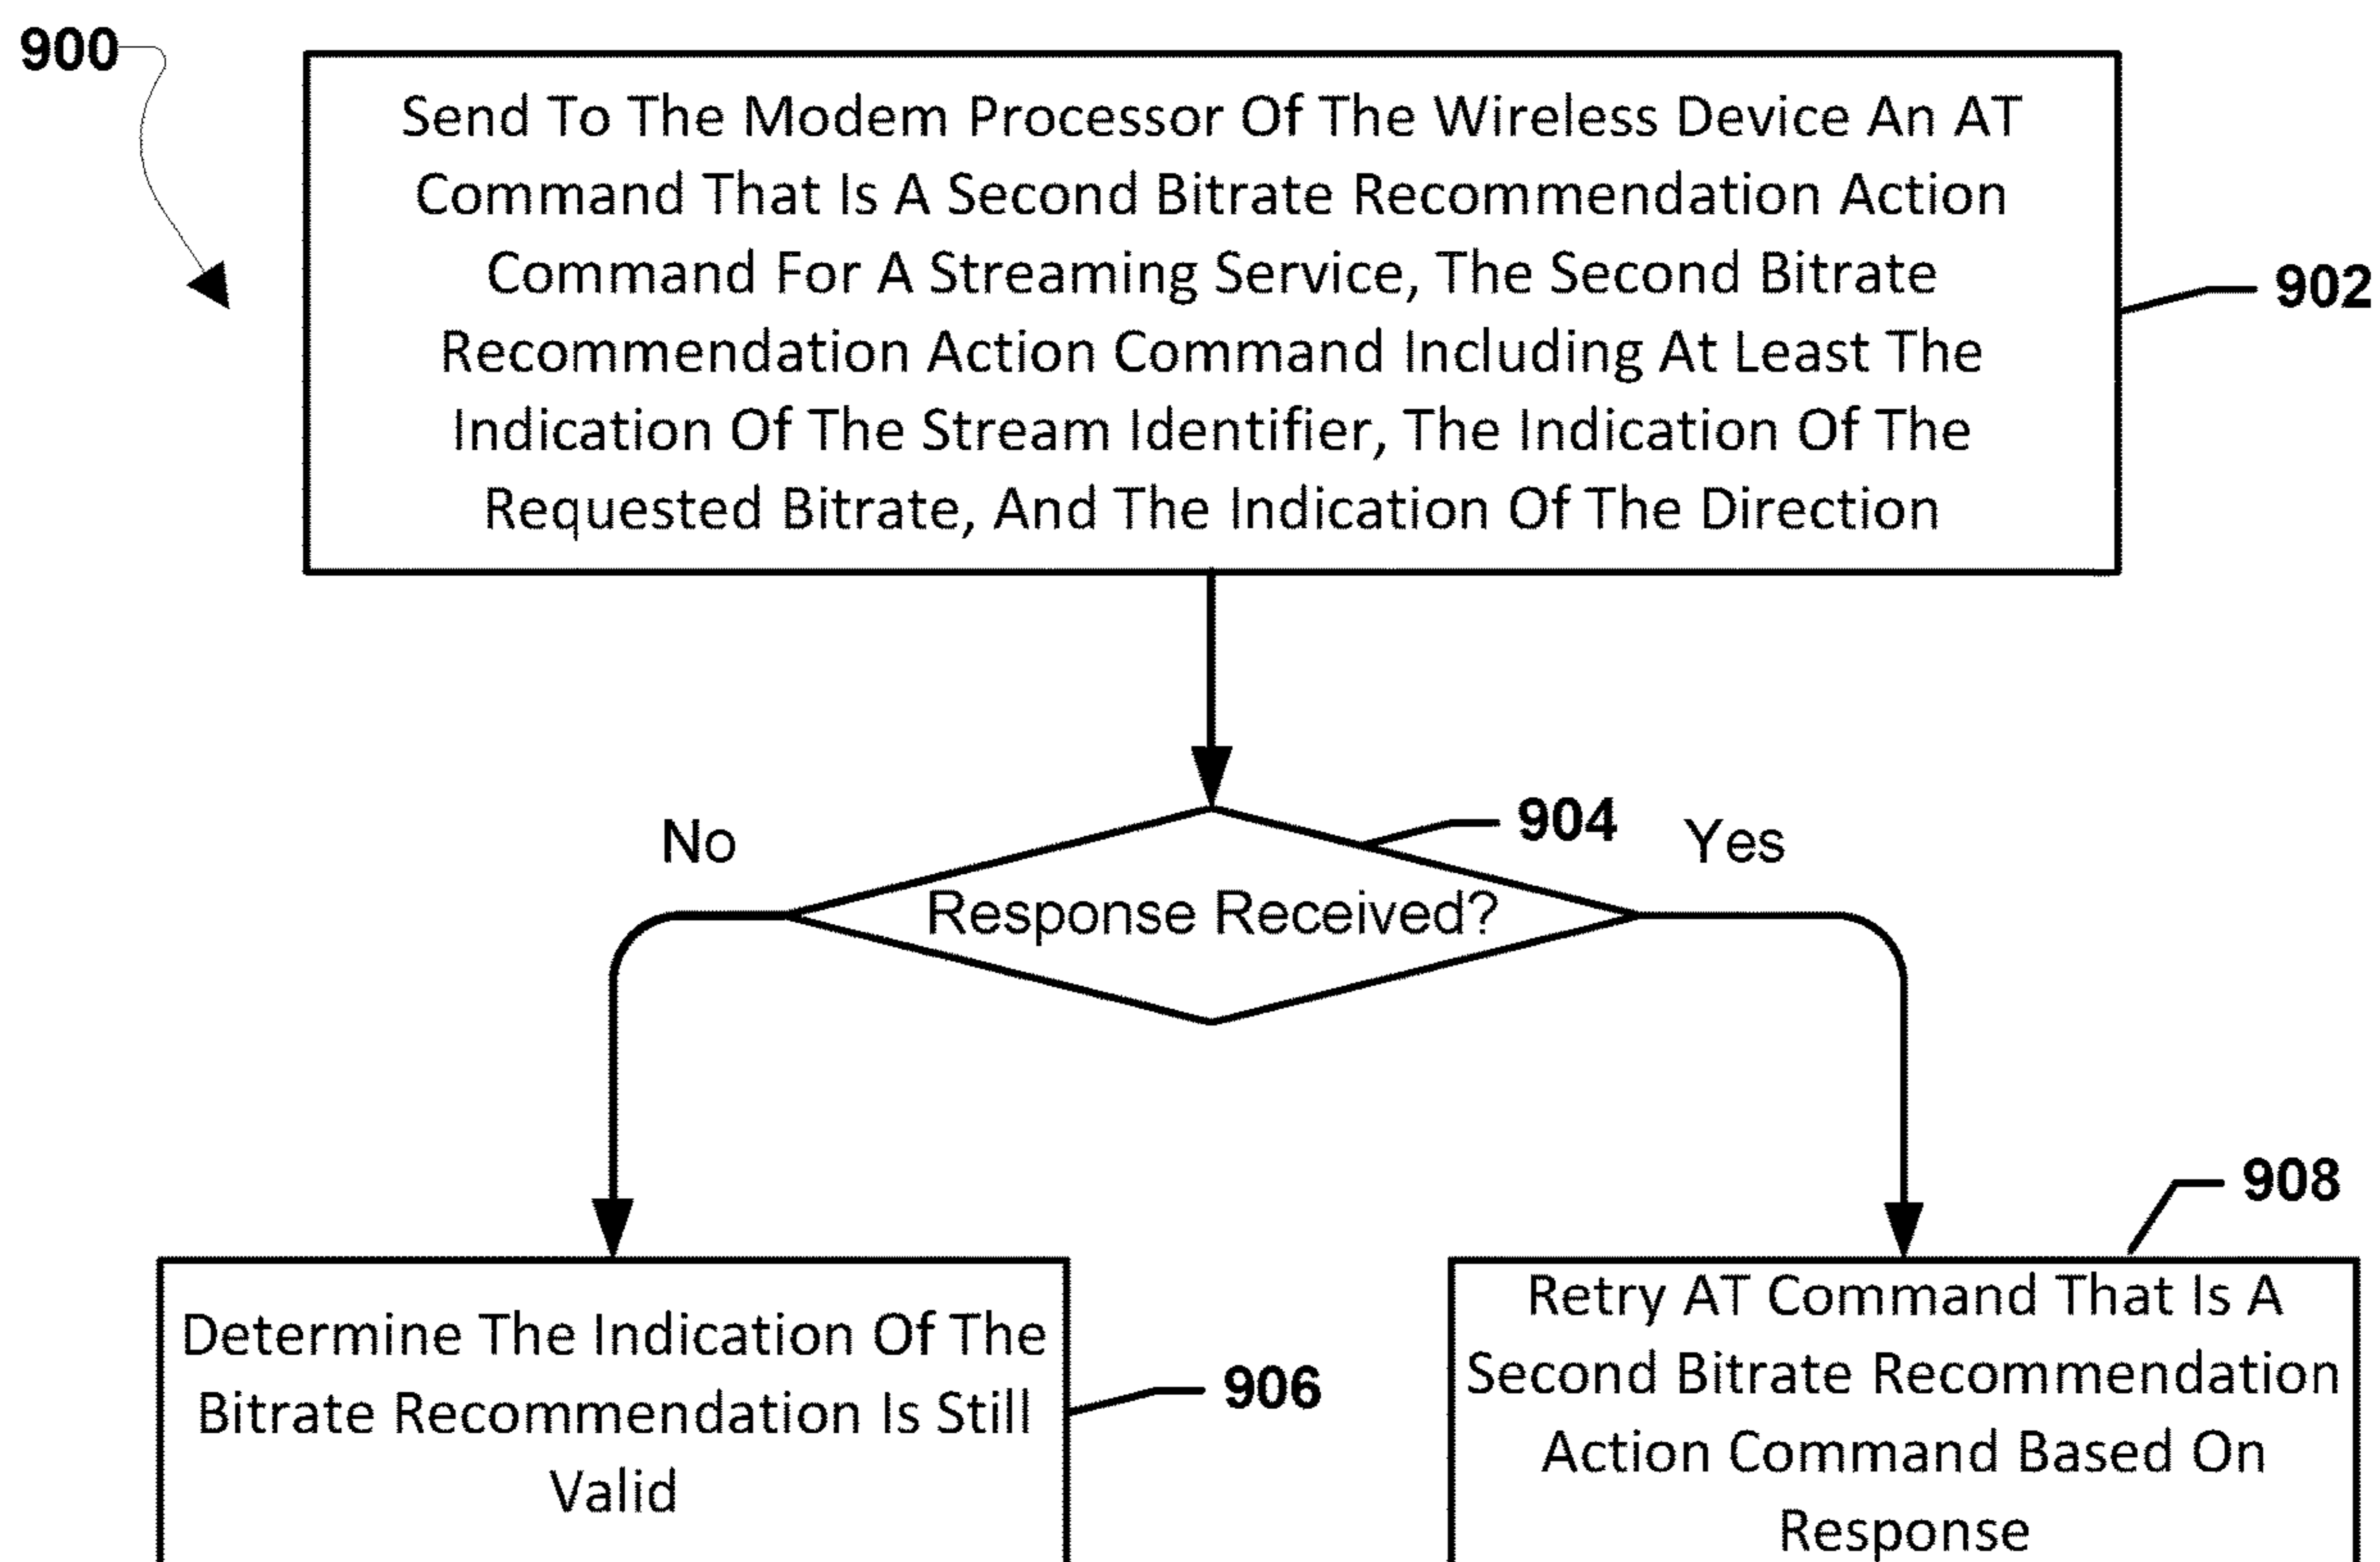 900
Send To The Modem Processor Of The Wireless Device An AT
Command That Is A Second Bitrate Recommendation Action
Command For A Streaming Service, The Second Bitrate
Recommendation Action Command Including At Least The
Indication Of The Stream Identifier, The Indication Of The
Requested Bitrate, And The Indication Of The Direction
902
No
904
Yes
Response Received?
908
Determine The Indication Of The
Bitrate Recommendation Is Still
Valid
906
Retry AT Command That Is A
Second Bitrate Recommendation
Action Command Based On
Response